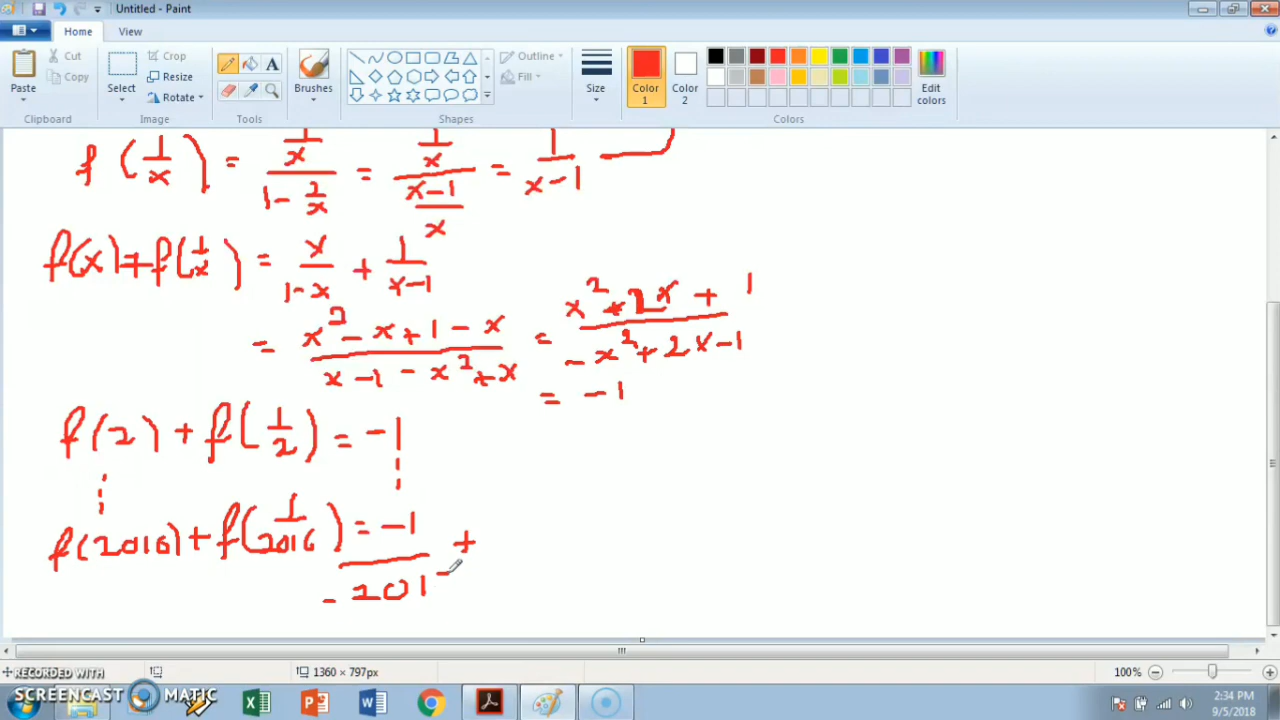 Untitled - Paint
Home View
Cut
Copy
Paste
Clipboard
Select
Crop
Resize
Rotate
Image
Tools
Brushes
Shapes
Outline
Fill
Size
Color 1
Color 2
Edit colors
Colors
f(1/x) = (1/x)/(1 - 2/x) = (1/x)/((x-1)/x) = 1/(x-1)
f(x)+f(1/x) = x/(1-x) + 1/(x-1)
= (x² - x + 1 - x)/(x - 1 - x² + x) = (x² - 2x + 1)/(-x² + 2x - 1)
= -1
f(2) + f(1/2) = -1
f(2016) + f(1/2016) = -1
+
- 201
1360 × 797px
100%
RECORDED WITH
SCREENCAST MATIC
2:34 PM
9/5/2018